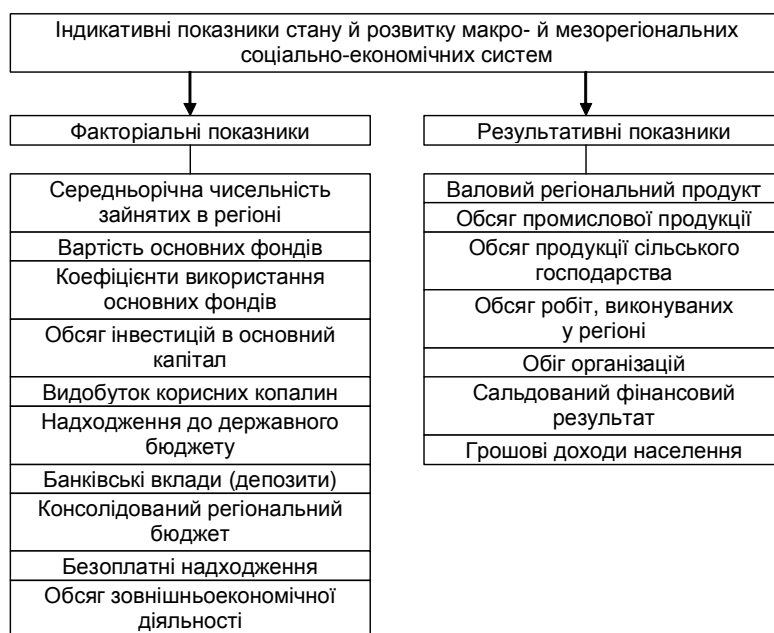 Індикативні показники стану й розвитку макро- й мезорегіональних
соціально-економічних систем
Факторіальні показники
Середньорічна чисельність
зайнятих в регіоні
Вартість основних фондів
Коефіцієнти використання
основних фондів
Обсяг інвестицій в основний
капітал
Видобуток корисних копалин
Надходження до державного
бюджету
Банківські вклади (депозити)
Консолідований регіональний
бюджет
Безоплатні надходження
Обсяг зовнішньоекономічної
діяльності
Результативні показники
Валовий регіональний продукт
Обсяг промислової продукції
Обсяг продукції сільського
господарства
Обсяг робіт, виконуваних
у регіоні
Обіг організацій
Сальдований фінансовий
результат
Грошові доходи населення